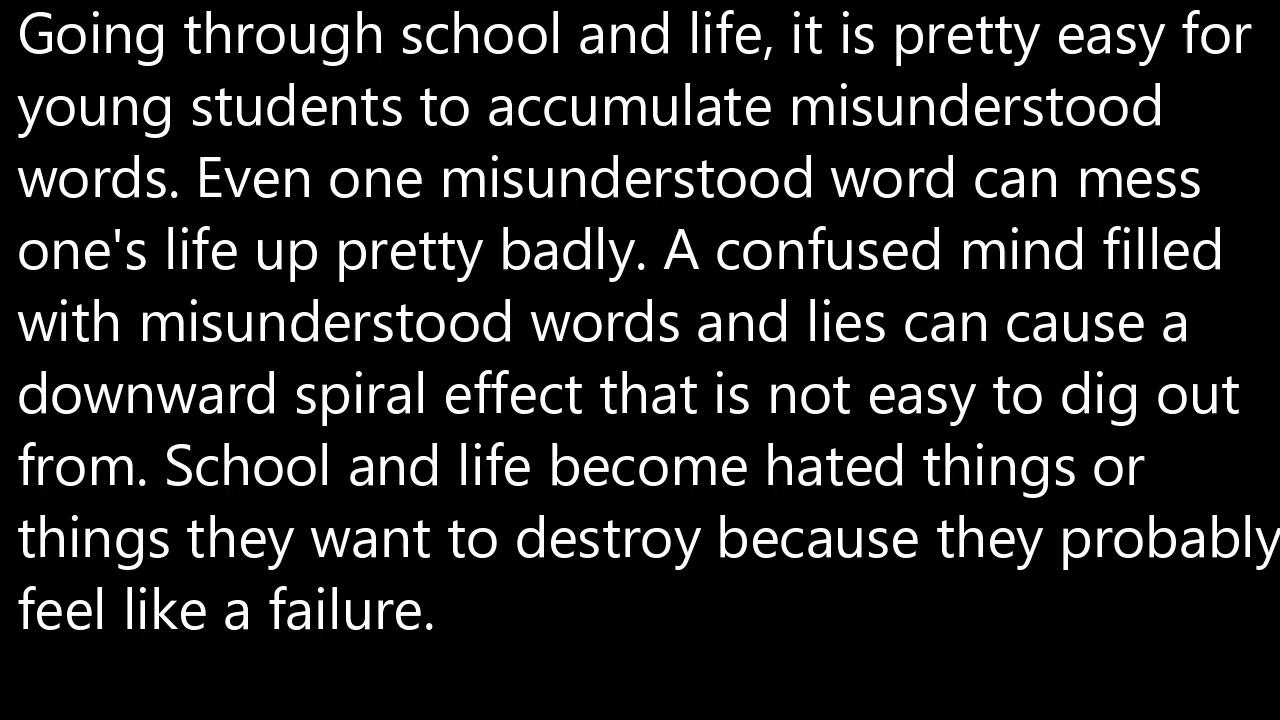 Going through school and life, it is pretty easy for
young students to accumulate misunderstood
words. Even one misunderstood word can mess
one's life up pretty badly. A confused mind filled
with misunderstood words and lies can cause a
downward spiral effect that is not easy to dig out
from. School and life become hated things or
things they want to destroy because they probably
feel like a failure.